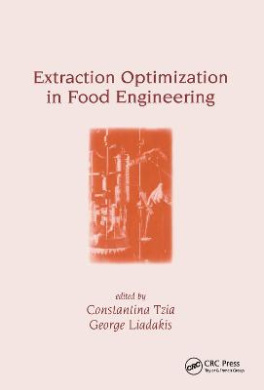 Extraction Optimization
in Food Engineering
edited by
Constantina Tzia
George Liadakis
CRC Press
Taylor & Francis Group